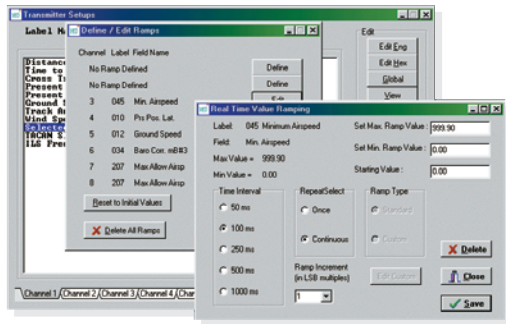 Transmitter Setups
Label N
Distanc
Time to
Cross T
Present
Present
Ground
Track A
Wind Sp
Selecte
TACAN S
ILS Pre
Edit
Edit Eng
Edit Hex
Global
View
Channel 1
Channel 2
Channel 3
Channel 4
Char
Define / Edit Ramps
Channel Label Field Name
No Ramp Defined Define
No Ramp Defined Define
3 045 Min. Airspeed Edit
4 010 Prs Pos. Lat.
5 012 Ground Speed
6 034 Baro Corr. mB#3
7 207 Max Allow Airsp
8 207 Max Allow Airsp
Reset to Initial Values
Delete All Ramps
Real Time Value Ramping
Label: 045 Minimum Airspeed
Field: Min. Airspeed
Max Value = 999.90
Min Value = 0.00
Set Max. Ramp Value : 999.90
Set Min. Ramp Value : 0.00
Starting Value : 0.00
Time Interval
50 ms
100 ms
250 ms
500 ms
1000 ms
RepeatSelect
Once
Continuous
Ramp Type
Standard
Custom
Ramp Increment
(in LSB multiples)
1
Edit Custom
Delete
Close
Save